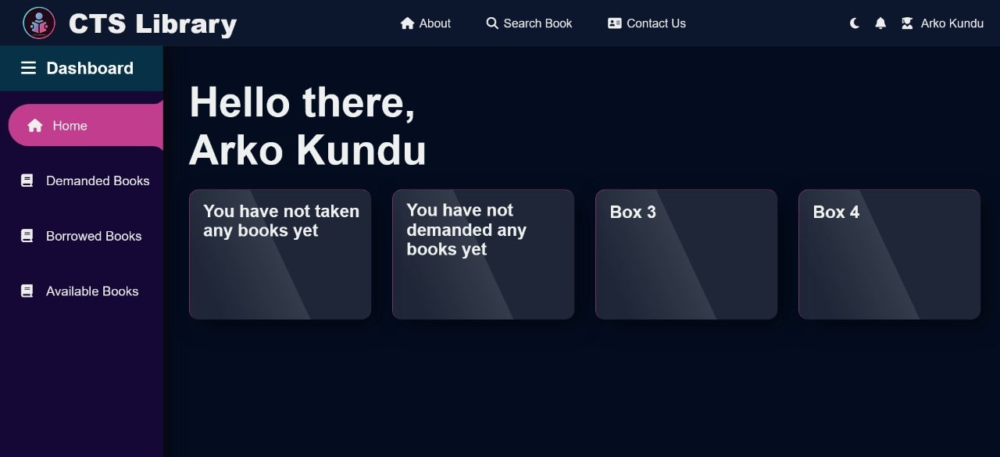 CTS Library
About
Search Book
Contact Us
Arko Kundu
Dashboard
Home
Demanded Books
Borrowed Books
Available Books
Hello there,
Arko Kundu
You have not taken
any books yet
You have not
demanded any
books yet
Box 3
Box 4